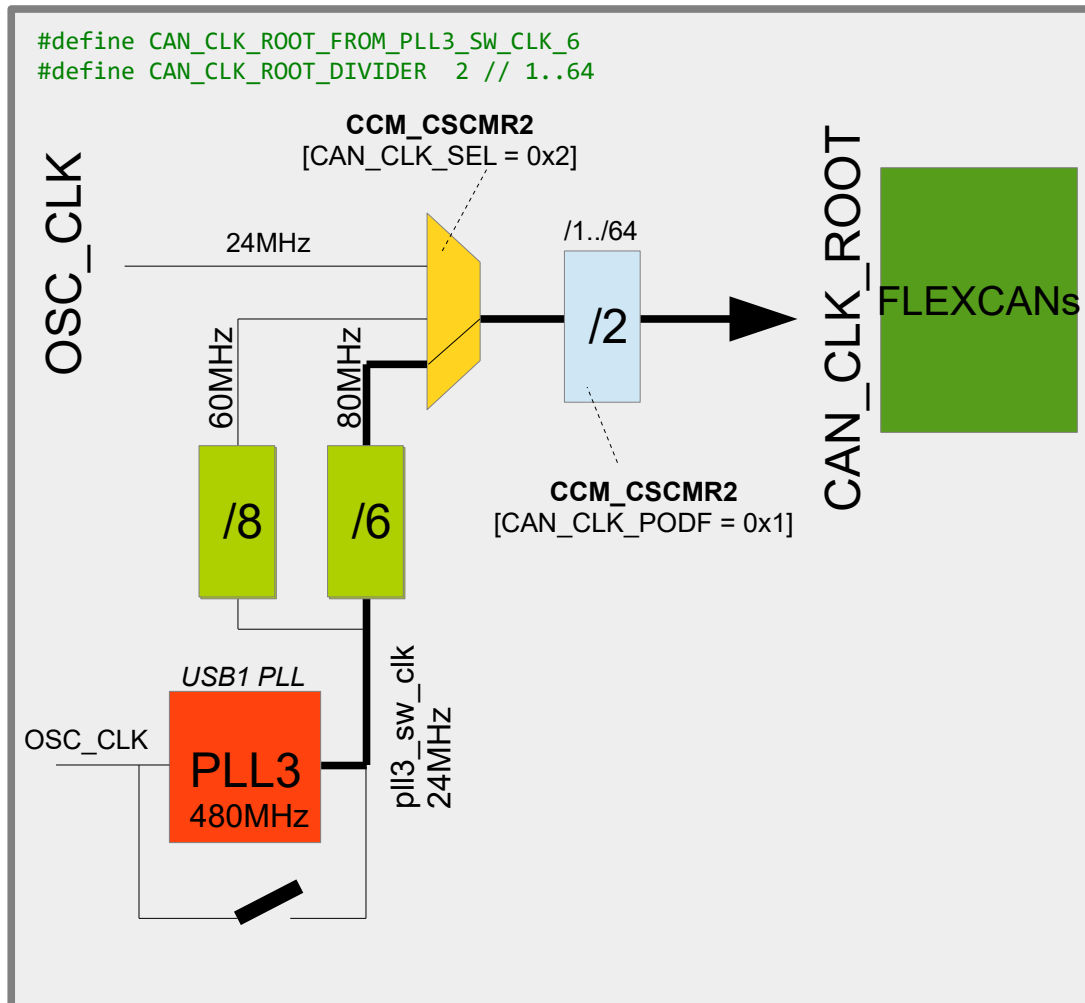 #define CAN_CLK_ROOT_FROM_PLL3_SW_CLK_6
#define CAN_CLK_ROOT_DIVIDER  2 // 1..64
CCM_CSCMR2
[CAN_CLK_SEL = 0x2]
OSC_CLK
24MHz
/1../64
/2
CAN_CLK_ROOT
FLEXCANs
60MHz
80MHz
CCM_CSCMR2
[CAN_CLK_PODF = 0x1]
/8
/6
USB1 PLL
pll3_sw_clk
24MHz
OSC_CLK
PLL3
480MHz